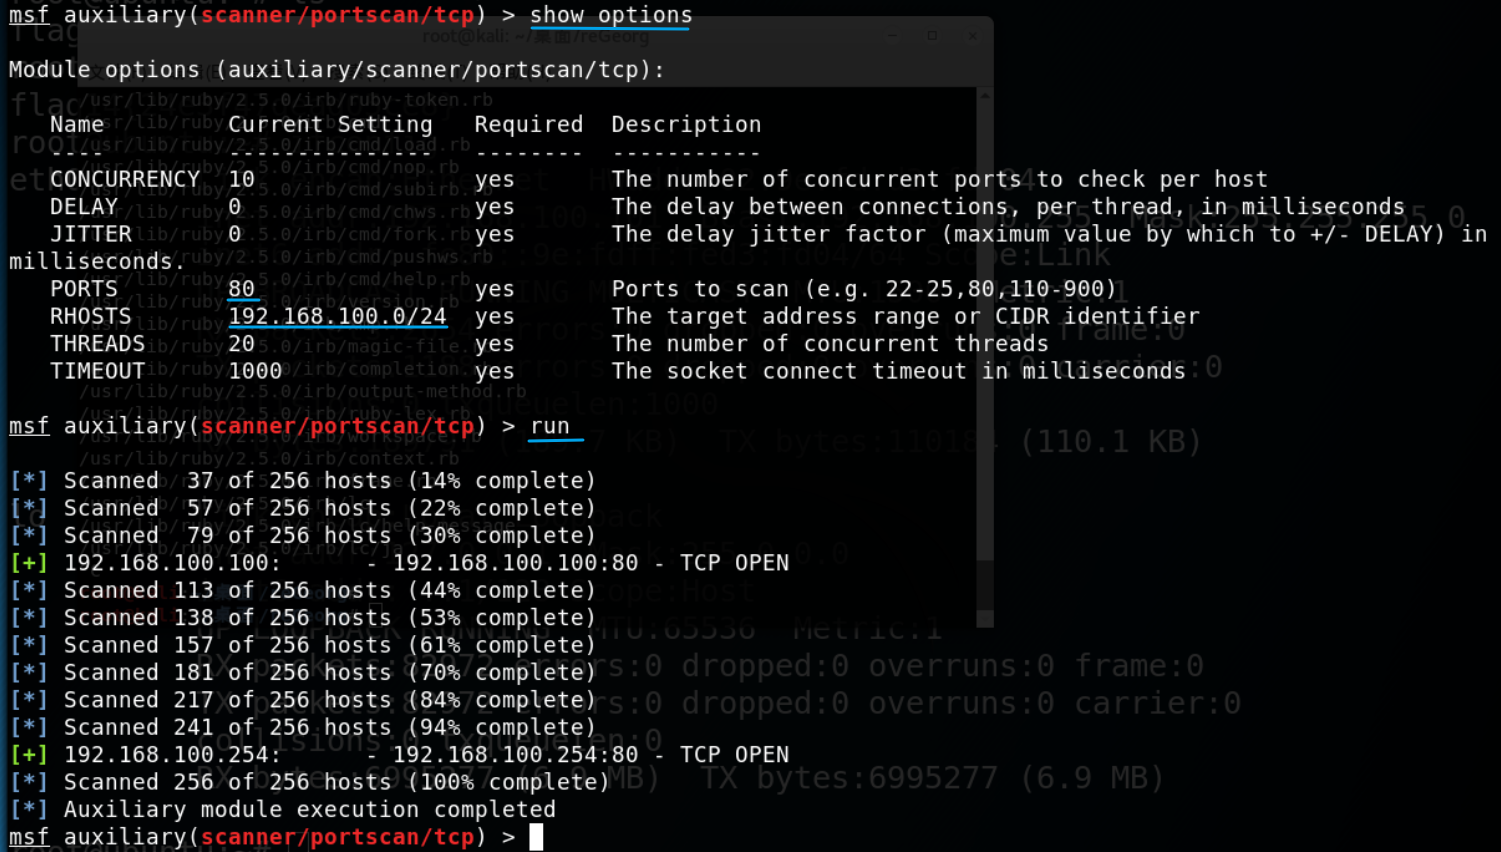 msf auxiliary(scanner/portscan/tcp) > show options
root@kali: ~/桌面/reGeorg
Module options (auxiliary/scanner/portscan/tcp):
Name Current Setting Required Description
---- --------------- -------- -----------
CONCURRENCY 10 yes The number of concurrent ports to check per host
DELAY 0 yes The delay between connections, per thread, in milliseconds
JITTER 0 yes The delay jitter factor (maximum value by which to +/- DELAY) in
milliseconds.
PORTS 80 yes Ports to scan (e.g. 22-25,80,110-900)
RHOSTS 192.168.100.0/24 yes The target address range or CIDR identifier
THREADS 20 yes The number of concurrent threads
TIMEOUT 1000 yes The socket connect timeout in milliseconds
msf auxiliary(scanner/portscan/tcp) > run
[*] Scanned 37 of 256 hosts (14% complete)
[*] Scanned 57 of 256 hosts (22% complete)
[*] Scanned 79 of 256 hosts (30% complete)
[+] 192.168.100.100: - 192.168.100.100:80 - TCP OPEN
[*] Scanned 113 of 256 hosts (44% complete)
[*] Scanned 138 of 256 hosts (53% complete)
[*] Scanned 157 of 256 hosts (61% complete)
[*] Scanned 181 of 256 hosts (70% complete)
[*] Scanned 217 of 256 hosts (84% complete)
[*] Scanned 241 of 256 hosts (94% complete)
[+] 192.168.100.254: - 192.168.100.254:80 - TCP OPEN
[*] Scanned 256 of 256 hosts (100% complete)
[*] Auxiliary module execution completed
msf auxiliary(scanner/portscan/tcp) >